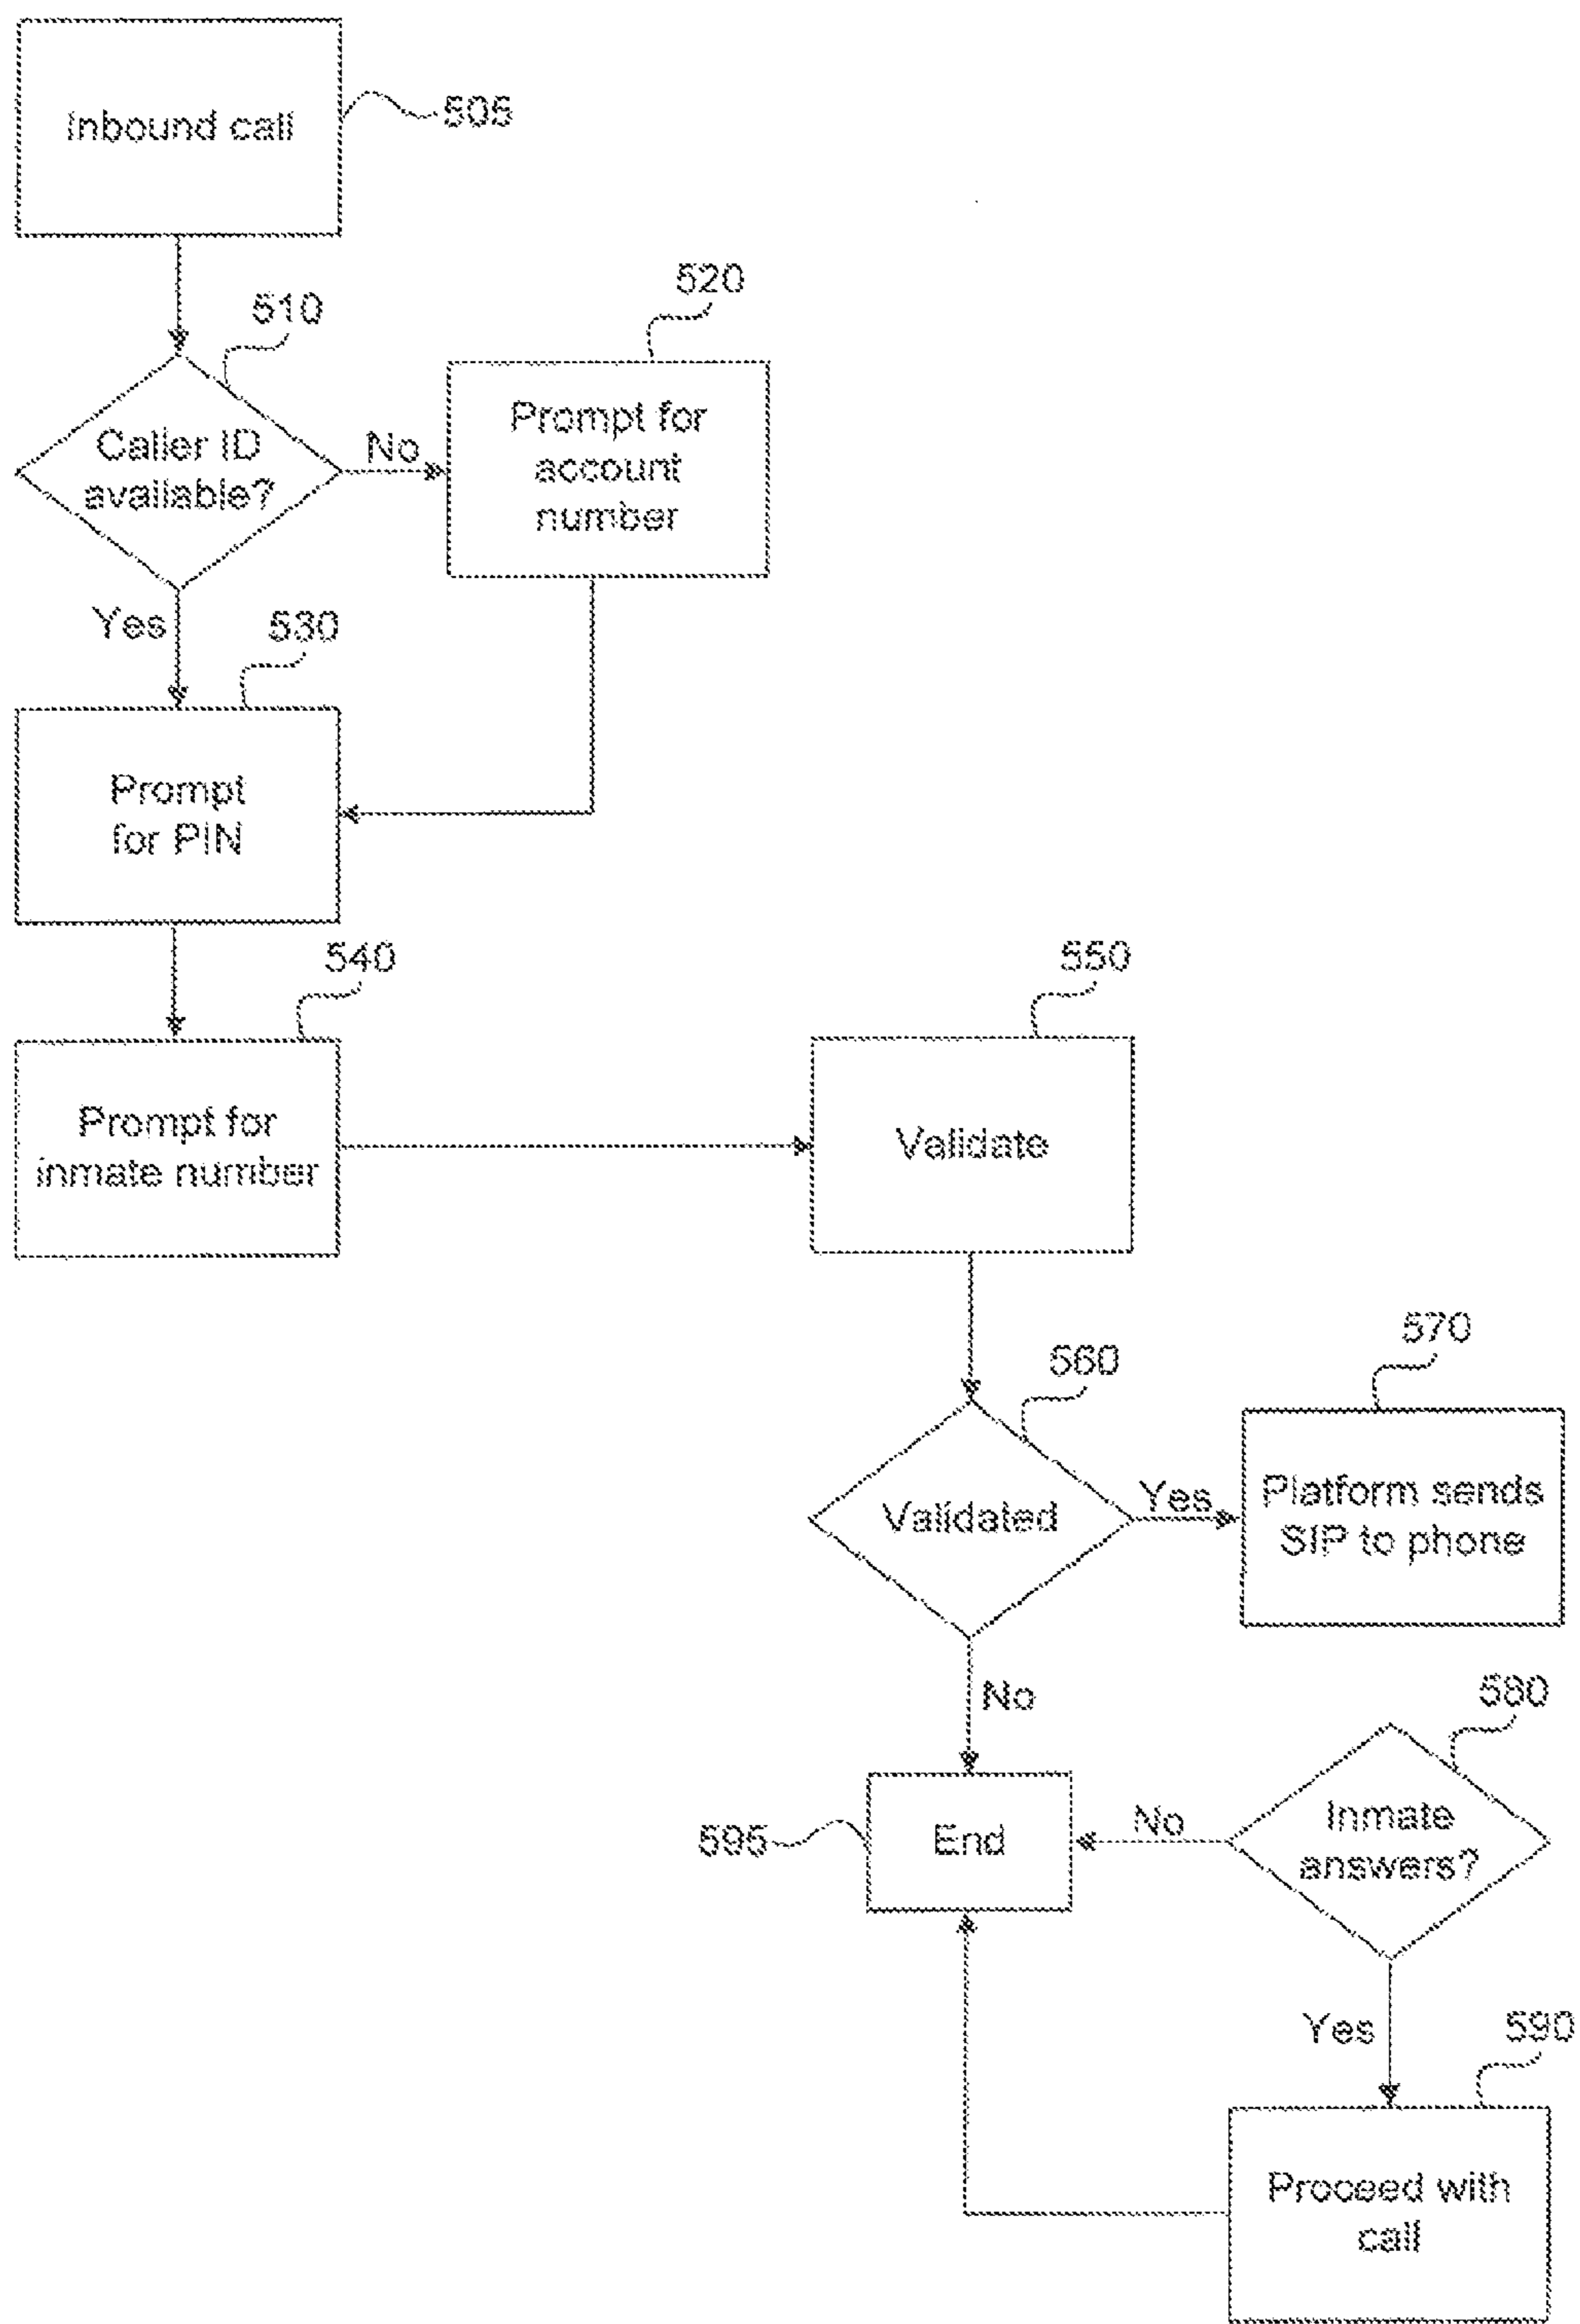 Inbound call
505
510
520
Caller ID
available?
No
Prompt for
account
number
Yes
530
Prompt
for PIN
540
550
Prompt for
inmate number
Validate
560
570
Validated
Yes
Platform sends
SIP to phone
No
580
595
End
No
Inmate
answers?
Yes
590
Proceed with
call